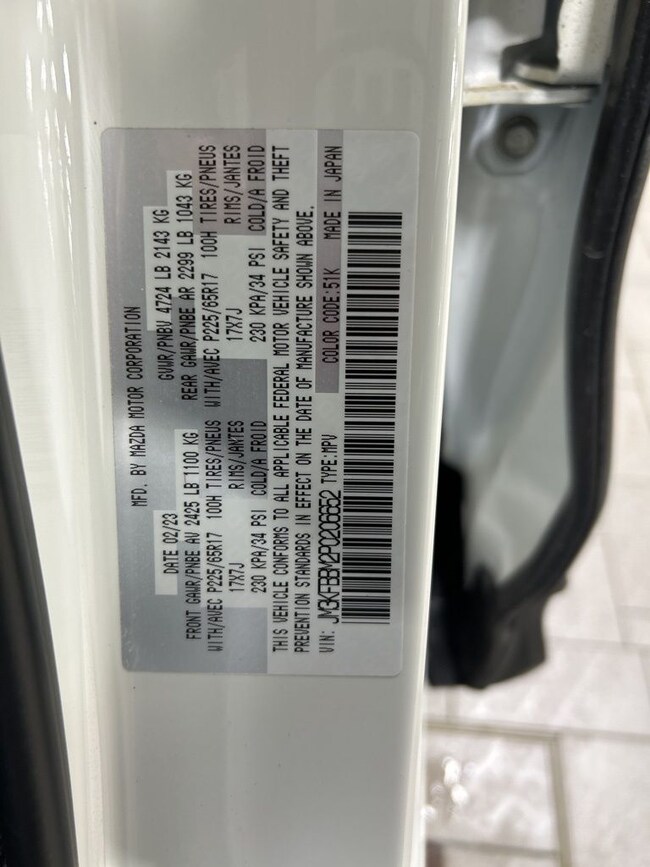 MFD. BY MAZDA MOTOR CORPORATION
DATE 02/23 GVWR/PNBV 4724 LB 2143 KG
FRONT GAWR/PNBE AV 2425 LB 1100 KG REAR GAWR/PNBE AR 2299 LB 1043 KG
WITH/AVEC P225/65R17 100H TIRES/PNEUS WITH/AVEC P225/65R17 100H TIRES/PNEUS
17X7J RIMS/JANTES 17X7J RIMS/JANTES
230 KPA/34 PSI COLD/A FROID 230 KPA/34 PSI COLD/A FROID
THIS VEHICLE CONFORMS TO ALL APPLICABLE FEDERAL MOTOR VEHICLE SAFETY AND THEFT
PREVENTION STANDARDS IN EFFECT ON THE DATE OF MANUFACTURE SHOWN ABOVE.
VIN: JM3KFBBM2P0206652 TYPE:MPV COLOR CODE:51K MADE IN JAPAN